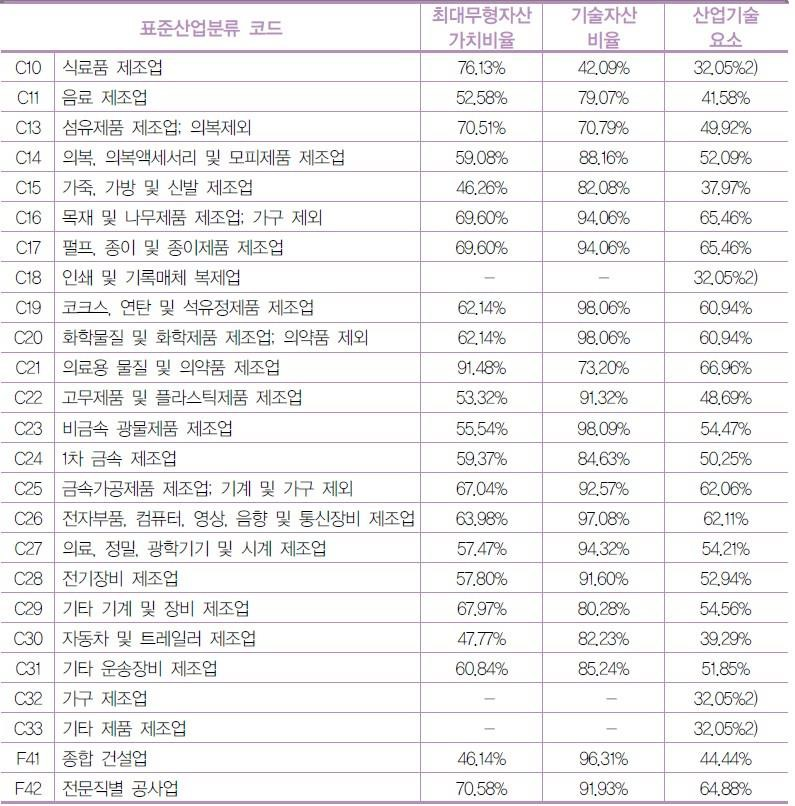 표준산업분류 코드 최대무형자산 가치비율 기술자산 비율 산업기술 요소
C10 식료품 제조업 76.13% 42.09% 32.05%2)
C11 음료 제조업 52.58% 79.07% 41.58%
C13 섬유제품 제조업; 의복제외 70.51% 70.79% 49.92%
C14 의복, 의복액세서리 및 모피제품 제조업 59.08% 88.16% 52.09%
C15 가죽, 가방 및 신발 제조업 46.26% 82.08% 37.97%
C16 목재 및 나무제품 제조업; 가구 제외 69.60% 94.06% 65.46%
C17 펄프, 종이 및 종이제품 제조업 69.60% 94.06% 65.46%
C18 인쇄 및 기록매체 복제업 – – 32.05%2)
C19 코크스, 연탄 및 석유정제품 제조업 62.14% 98.06% 60.94%
C20 화학물질 및 화학제품 제조업; 의약품 제외 62.14% 98.06% 60.94%
C21 의료용 물질 및 의약품 제조업 91.48% 73.20% 66.96%
C22 고무제품 및 플라스틱제품 제조업 53.32% 91.32% 48.69%
C23 비금속 광물제품 제조업 55.54% 98.09% 54.47%
C24 1차 금속 제조업 59.37% 84.63% 50.25%
C25 금속가공제품 제조업; 기계 및 가구 제외 67.04% 92.57% 62.06%
C26 전자부품, 컴퓨터, 영상, 음향 및 통신장비 제조업 63.98% 97.08% 62.11%
C27 의료, 정밀, 광학기기 및 시계 제조업 57.47% 94.32% 54.21%
C28 전기장비 제조업 57.80% 91.60% 52.94%
C29 기타 기계 및 장비 제조업 67.97% 80.28% 54.56%
C30 자동차 및 트레일러 제조업 47.77% 82.23% 39.29%
C31 기타 운송장비 제조업 60.84% 85.24% 51.85%
C32 가구 제조업 – – 32.05%2)
C33 기타 제품 제조업 – – 32.05%2)
F41 종합 건설업 46.14% 96.31% 44.44%
F42 전문직별 공사업 70.58% 91.93% 64.88%